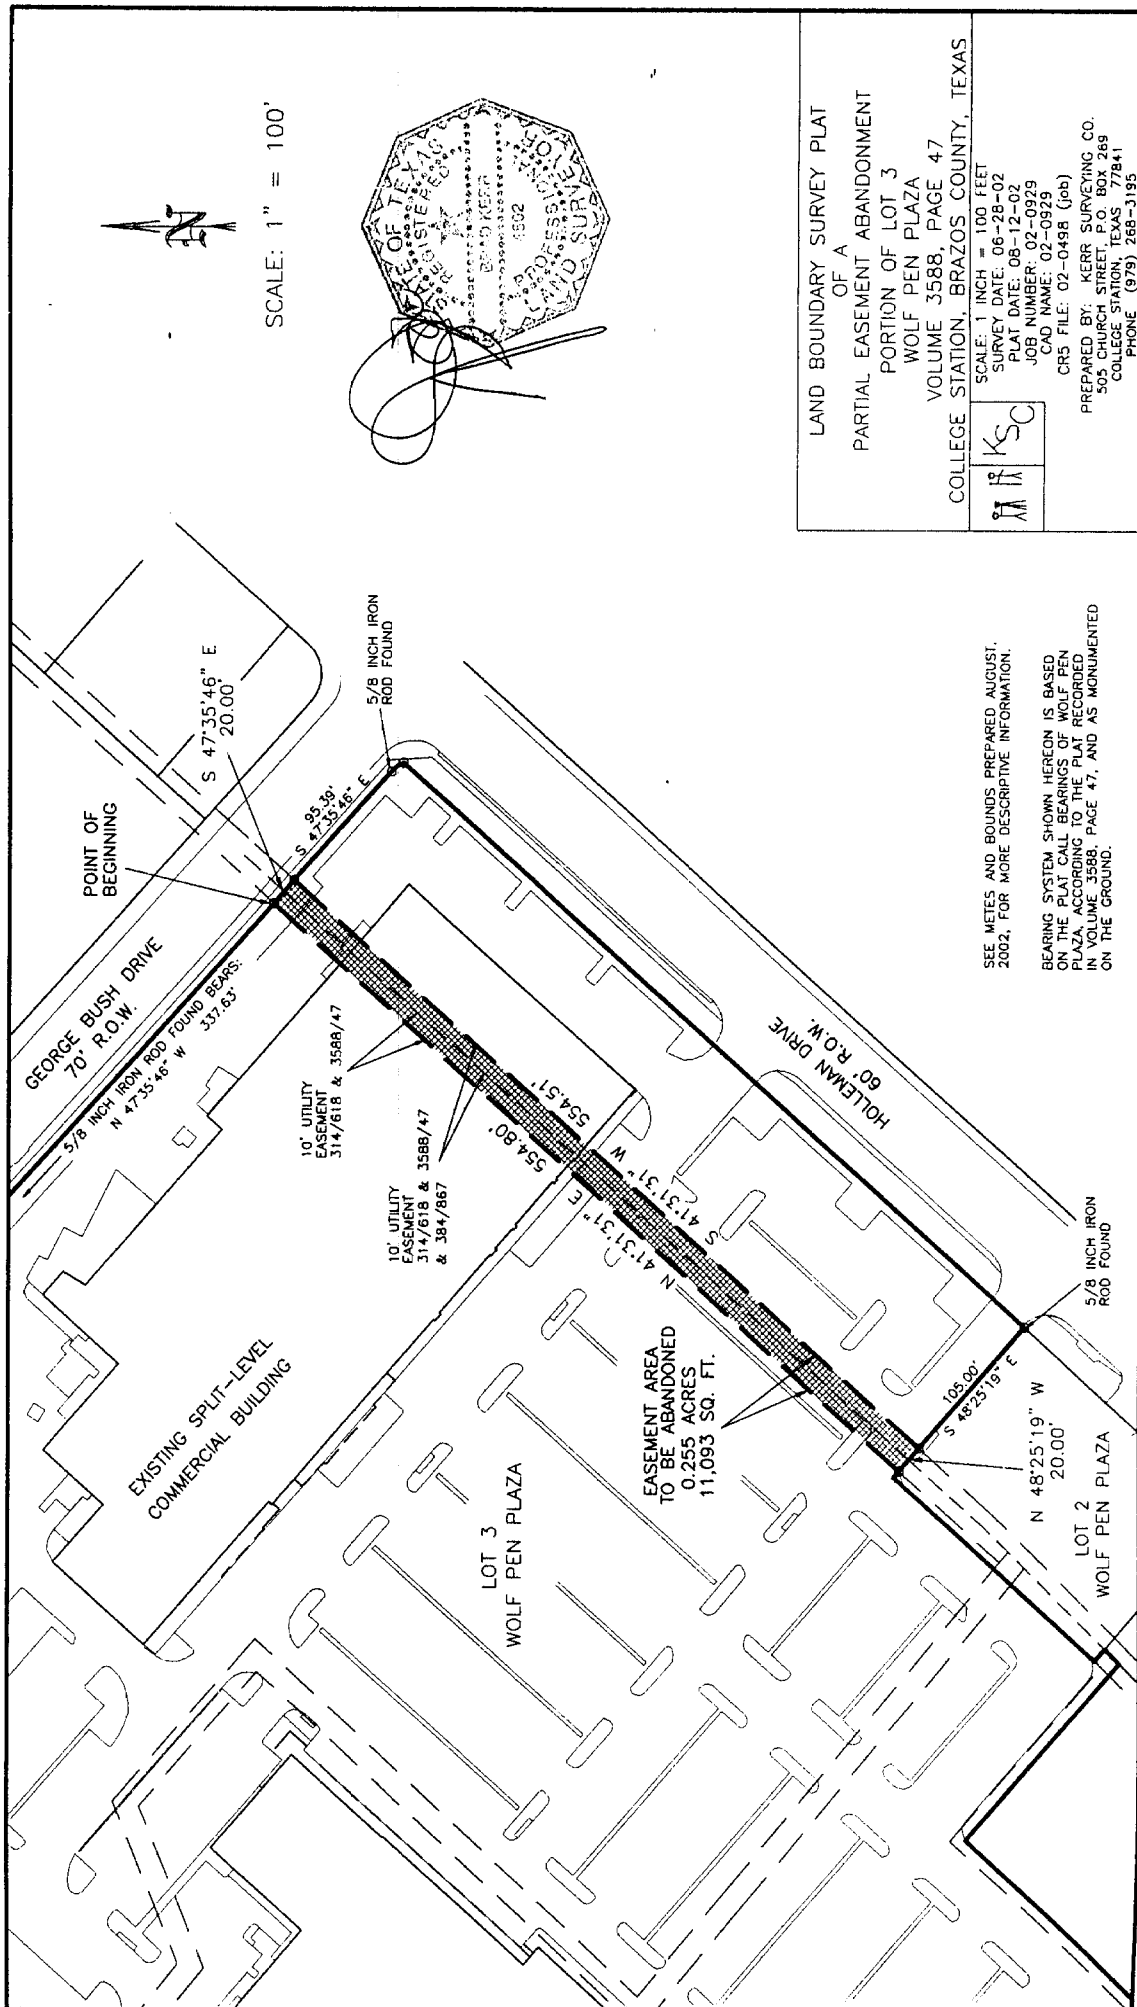 SCALE: 1" = 100'
STATE OF TEXAS
REGISTERED
BRAD KERR
4502
PROFESSIONAL
LAND SURVEYOR
POINT OF
BEGINNING
S 47°35'46" E
20.00'
GEORGE BUSH DRIVE
70' R.O.W.
5/8 INCH IRON ROD FOUND BEARS:
N 47°35'46" W 337.63'
95.39'
S 47°35'46" E
5/8 INCH IRON
ROD FOUND
10' UTILITY
EASEMENT
314/618 & 3588/47
10' UTILITY
EASEMENT
314/618 & 3588/47
& 384/867
554.80'
554.51'
N 41°31'31" E
S 41°31'31" W
HOLLEMAN DRIVE
60' R.O.W.
EXISTING SPLIT-LEVEL
COMMERCIAL BUILDING
EASEMENT AREA
TO BE ABANDONED
0.255 ACRES
11,093 SQ. FT.
LOT 3
WOLF PEN PLAZA
105.00'
S 48°25'19" E
5/8 INCH IRON
ROD FOUND
N 48°25'19" W
20.00'
LOT 2
WOLF PEN PLAZA
SEE METES AND BOUNDS PREPARED AUGUST,
2002, FOR MORE DESCRIPTIVE INFORMATION.
BEARING SYSTEM SHOWN HEREON IS BASED
ON THE PLAT CALL BEARINGS OF WOLF PEN
PLAZA, ACCORDING TO THE PLAT RECORDED
IN VOLUME 3588, PAGE 47, AND AS MONUMENTED
ON THE GROUND.
LAND BOUNDARY SURVEY PLAT
OF A
PARTIAL EASEMENT ABANDONMENT
PORTION OF LOT 3
WOLF PEN PLAZA
VOLUME 3588, PAGE 47
COLLEGE STATION, BRAZOS COUNTY, TEXAS
KSC
SCALE: 1 INCH = 100 FEET
SURVEY DATE: 06-28-02
PLAT DATE: 08-12-02
JOB NUMBER: 02-0929
CAD NAME: 02-0929
CR5 FILE: 02-0498 (job)
PREPARED BY: KERR SURVEYING CO.
505 CHURCH STREET, P.O. BOX 269
COLLEGE STATION, TEXAS 77841
PHONE (979) 268-3195